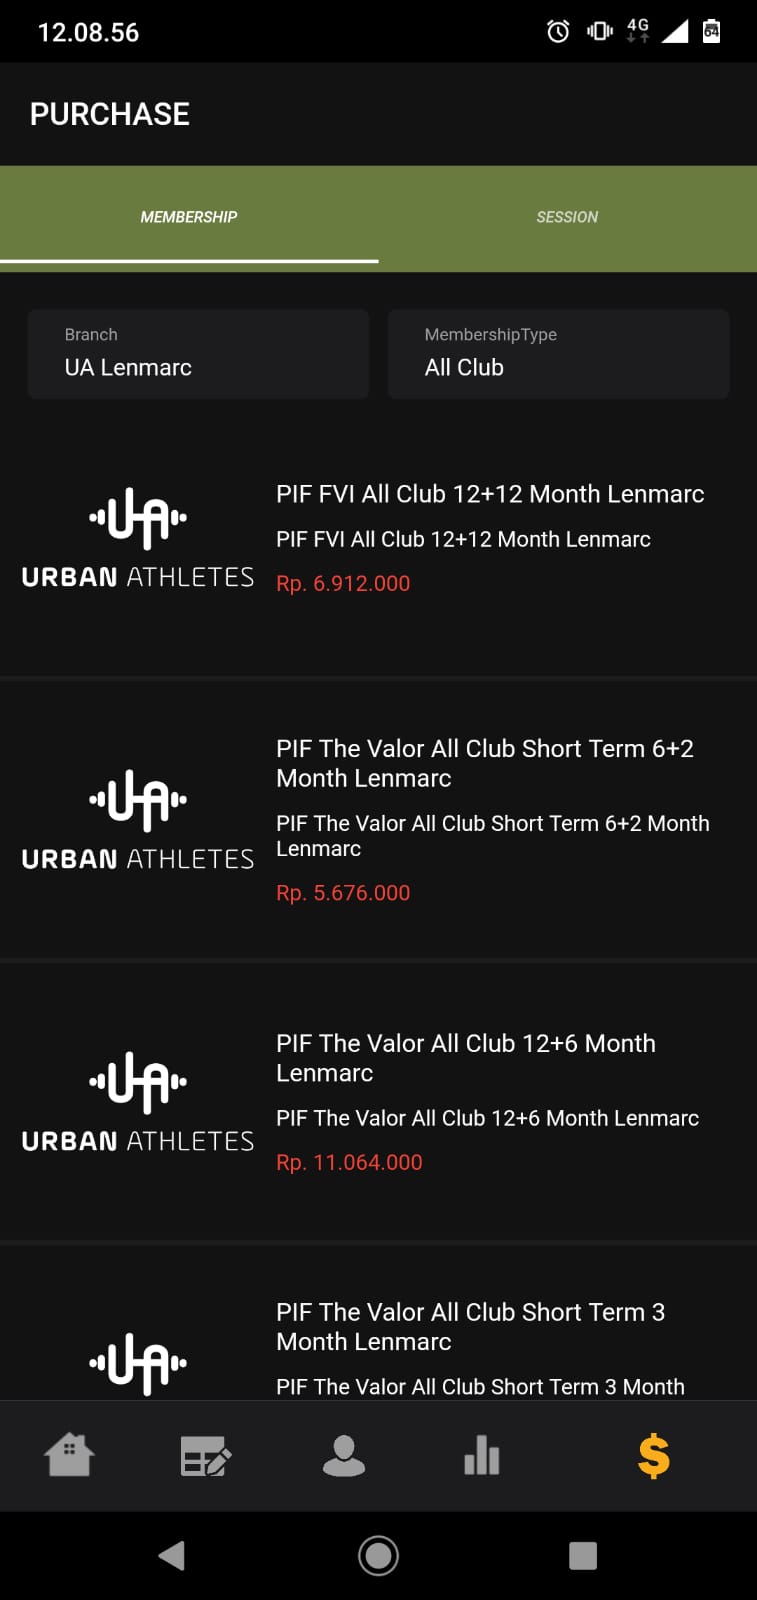 12.08.56
4G
64
PURCHASE
MEMBERSHIP
SESSION
Branch
UA Lenmarc
MembershipType
All Club
UA
URBAN ATHLETES
PIF FVI All Club 12+12 Month Lenmarc
PIF FVI All Club 12+12 Month Lenmarc
Rp. 6.912.000
UA
URBAN ATHLETES
PIF The Valor All Club Short Term 6+2
Month Lenmarc
PIF The Valor All Club Short Term 6+2 Month
Lenmarc
Rp. 5.676.000
UA
URBAN ATHLETES
PIF The Valor All Club 12+6 Month
Lenmarc
PIF The Valor All Club 12+6 Month Lenmarc
Rp. 11.064.000
UA
PIF The Valor All Club Short Term 3
Month Lenmarc
PIF The Valor All Club Short Term 3 Month
$